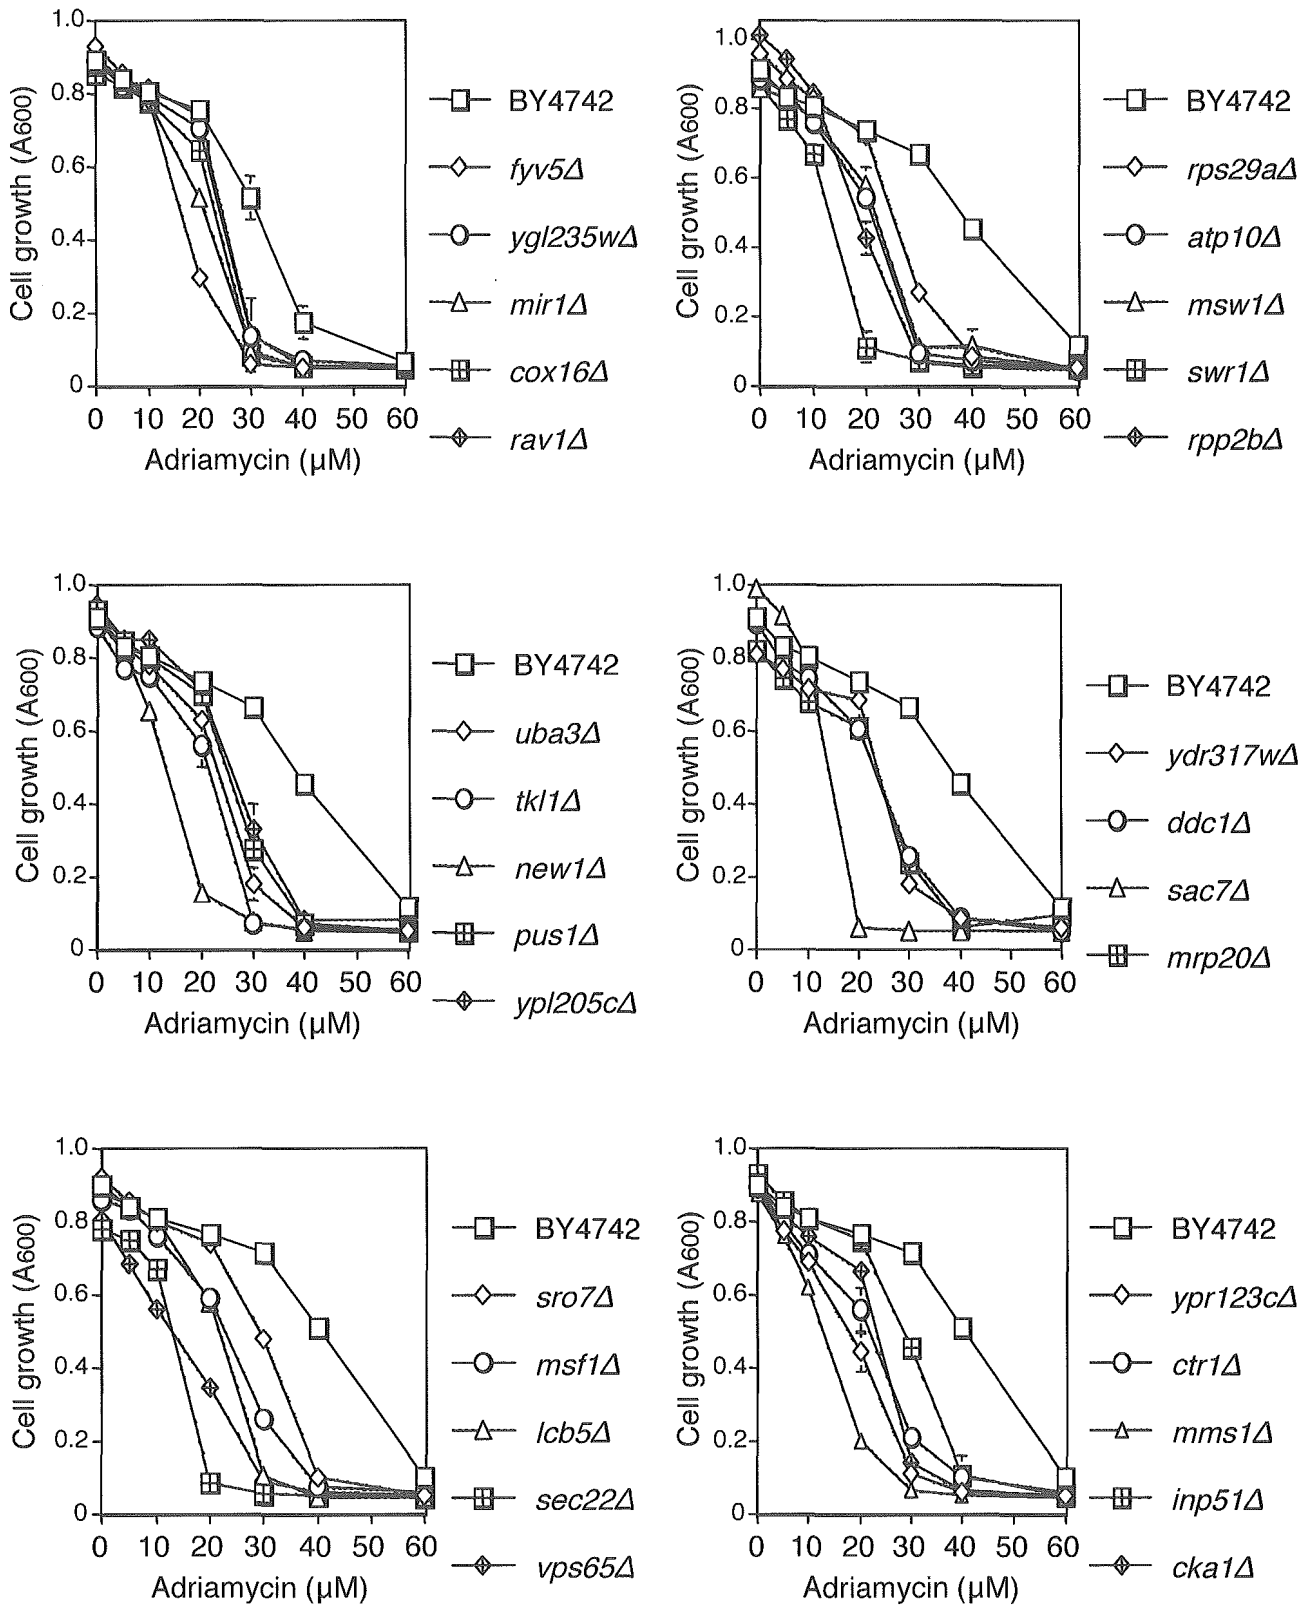 Cell growth (A600)
1.0
0.8
0.6
0.4
0.2
0
0 10 20 30 40 50 60
Adriamycin (μM)
BY4742
fyv5Δ
ygl235wΔ
mir1Δ
cox16Δ
rav1Δ
Cell growth (A600)
1.0
0.8
0.6
0.4
0.2
0
0 10 20 30 40 50 60
Adriamycin (μM)
BY4742
rps29aΔ
atp10Δ
msw1Δ
swr1Δ
rpp2bΔ
Cell growth (A600)
1.0
0.8
0.6
0.4
0.2
0
0 10 20 30 40 50 60
Adriamycin (μM)
BY4742
uba3Δ
tkl1Δ
new1Δ
pus1Δ
ypl205cΔ
Cell growth (A600)
1.0
0.8
0.6
0.4
0.2
0
0 10 20 30 40 50 60
Adriamycin (μM)
BY4742
ydr317wΔ
ddc1Δ
sac7Δ
mrp20Δ
Cell growth (A600)
1.0
0.8
0.6
0.4
0.2
0
0 10 20 30 40 50 60
Adriamycin (μM)
BY4742
sro7Δ
msf1Δ
lcb5Δ
sec22Δ
vps65Δ
Cell growth (A600)
1.0
0.8
0.6
0.4
0.2
0
0 10 20 30 40 50 60
Adriamycin (μM)
BY4742
ypr123cΔ
ctr1Δ
mms1Δ
inp51Δ
cka1Δ